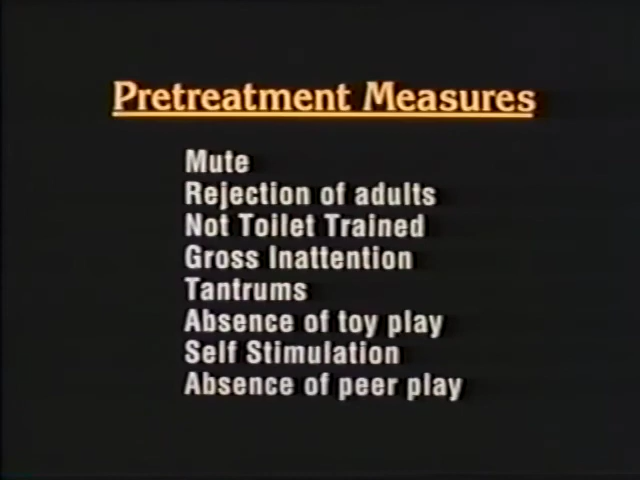 Pretreatment Measures
Mute
Rejection of adults
Not Toilet Trained
Gross Inattention
Tantrums
Absence of toy play
Self Stimulation
Absence of peer play